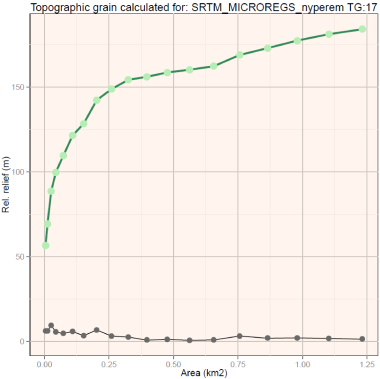 Topographic grain calculated for: SRTM_MICROREGS_nyperem TG:17
Rel. relief (m)
150
100
50
0
0.00 0.25 0.50 0.75 1.00 1.25
Area (km2)